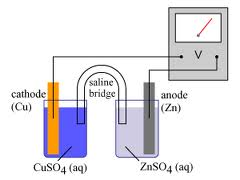 saline
bridge
V
cathode
(Cu)
anode
(Zn)
CuSO4 (aq)
ZnSO4 (aq)